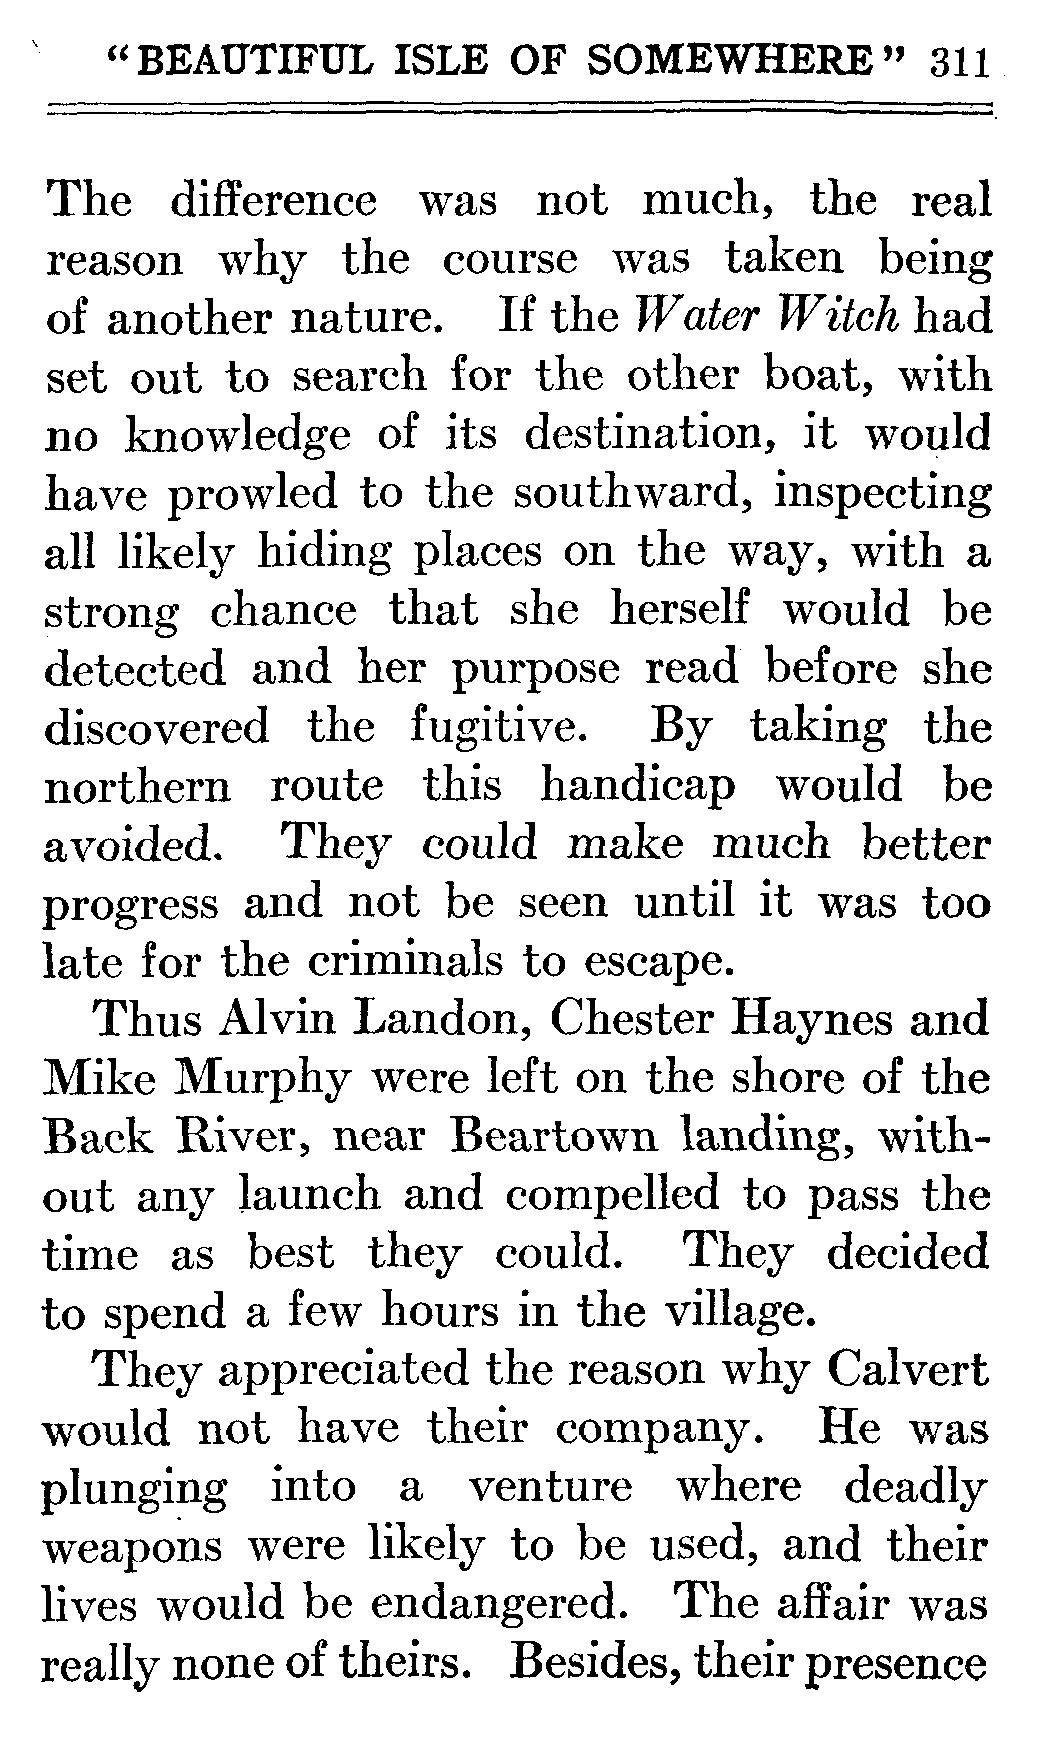 “BEAUTIFUL ISLE OF SOMEWHERE” 311
The difference was not much, the real
reason why the course was taken being
of another nature. If the Water Witch had
set out to search for the other boat, with
no knowledge of its destination, it would
have prowled to the southward, inspecting
all likely hiding places on the way, with a
strong chance that she herself would be
detected and her purpose read before she
discovered the fugitive. By taking the
northern route this handicap would be
avoided. They could make much better
progress and not be seen until it was too
late for the criminals to escape.
Thus Alvin Landon, Chester Haynes and
Mike Murphy were left on the shore of the
Back River, near Beartown landing, with-
out any launch and compelled to pass the
time as best they could. They decided
to spend a few hours in the village.
They appreciated the reason why Calvert
would not have their company. He was
plunging into a venture where deadly
weapons were likely to be used, and their
lives would be endangered. The affair was
really none of theirs. Besides, their presence